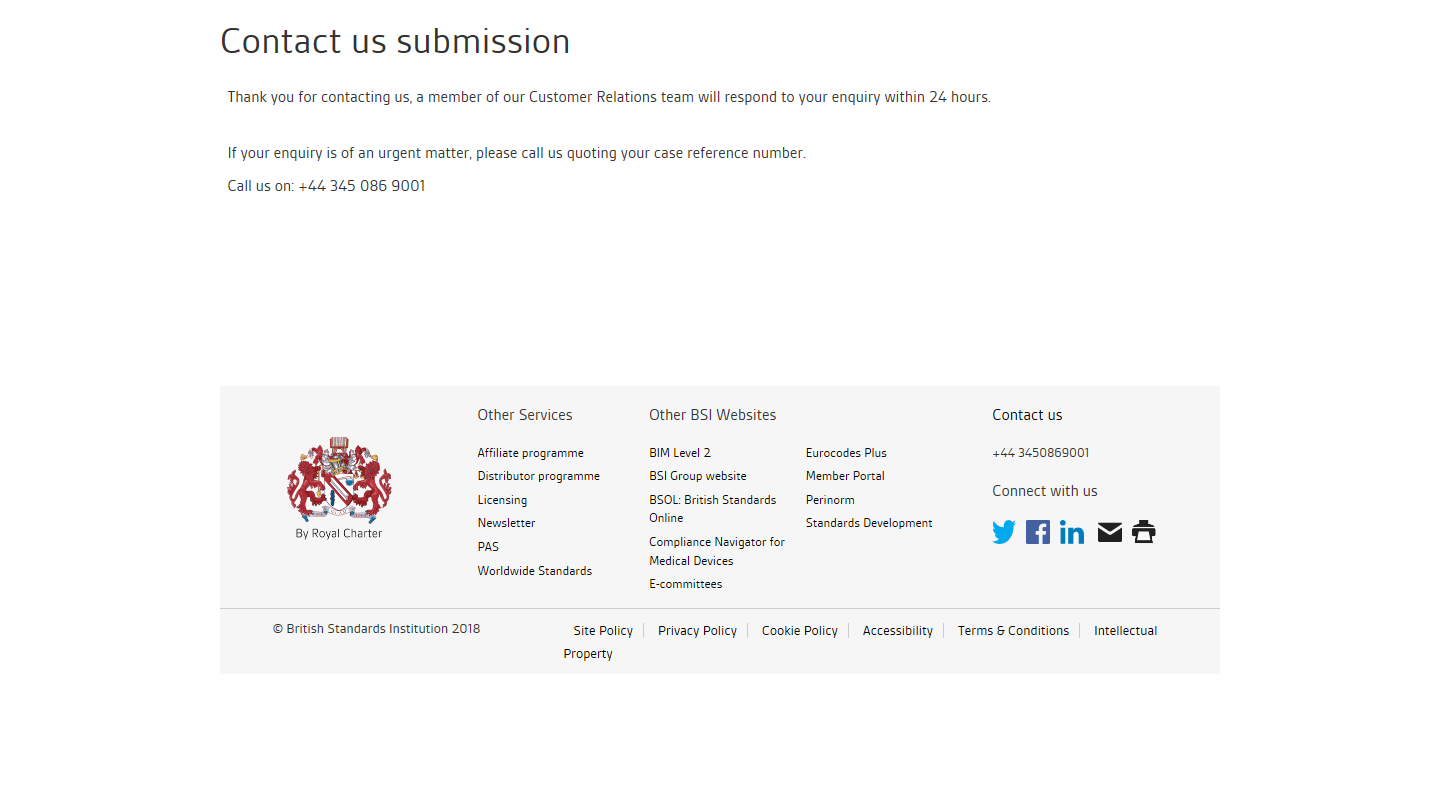 Contact us submission
Thank you for contacting us, a member of our Customer Relations team will respond to your enquiry within 24 hours.
If your enquiry is of an urgent matter, please call us quoting your case reference number.
Call us on: +44 345 086 9001
By Royal Charter
Other Services
Affiliate programme
Distributor programme
Licensing
Newsletter
PAS
Worldwide Standards
Other BSI Websites
BIM Level 2
BSI Group website
BSOL: British Standards
Online
Compliance Navigator for
Medical Devices
E-committees
Eurocodes Plus
Member Portal
Perinorm
Standards Development
Contact us
+44 3450869001
Connect with us
© British Standards Institution 2018
Site Policy
Privacy Policy
Cookie Policy
Accessibility
Terms & Conditions
Intellectual
Property